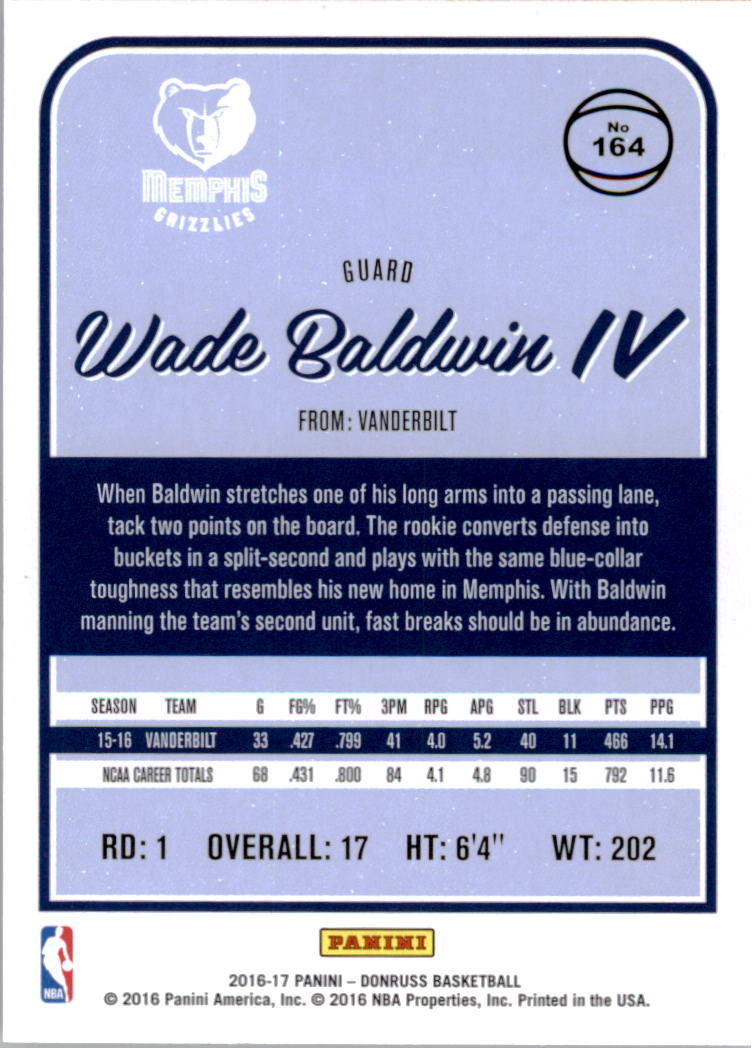 MEMPHIS
GRIZZLIES
No
164
GUARD
Wade Baldwin IV
FROM: VANDERBILT
When Baldwin stretches one of his long arms into a passing lane,
tack two points on the board. The rookie converts defense into
buckets in a split-second and plays with the same blue-collar
toughness that resembles his new home in Memphis. With Baldwin
manning the team's second unit, fast breaks should be in abundance.
SEASON TEAM G FG% FT% 3PM RPG APG STL BLK PTS PPG
15-16 VANDERBILT 33 .427 .799 41 4.0 5.2 40 11 466 14.1
NCAA CAREER TOTALS 68 .431 .800 84 4.1 4.8 90 15 792 11.6
RD: 1 OVERALL: 17 HT: 6'4" WT: 202
PANINI
NBA
2016-17 PANINI – DONRUSS BASKETBALL
© 2016 Panini America, Inc. © 2016 NBA Properties, Inc. Printed in the USA.